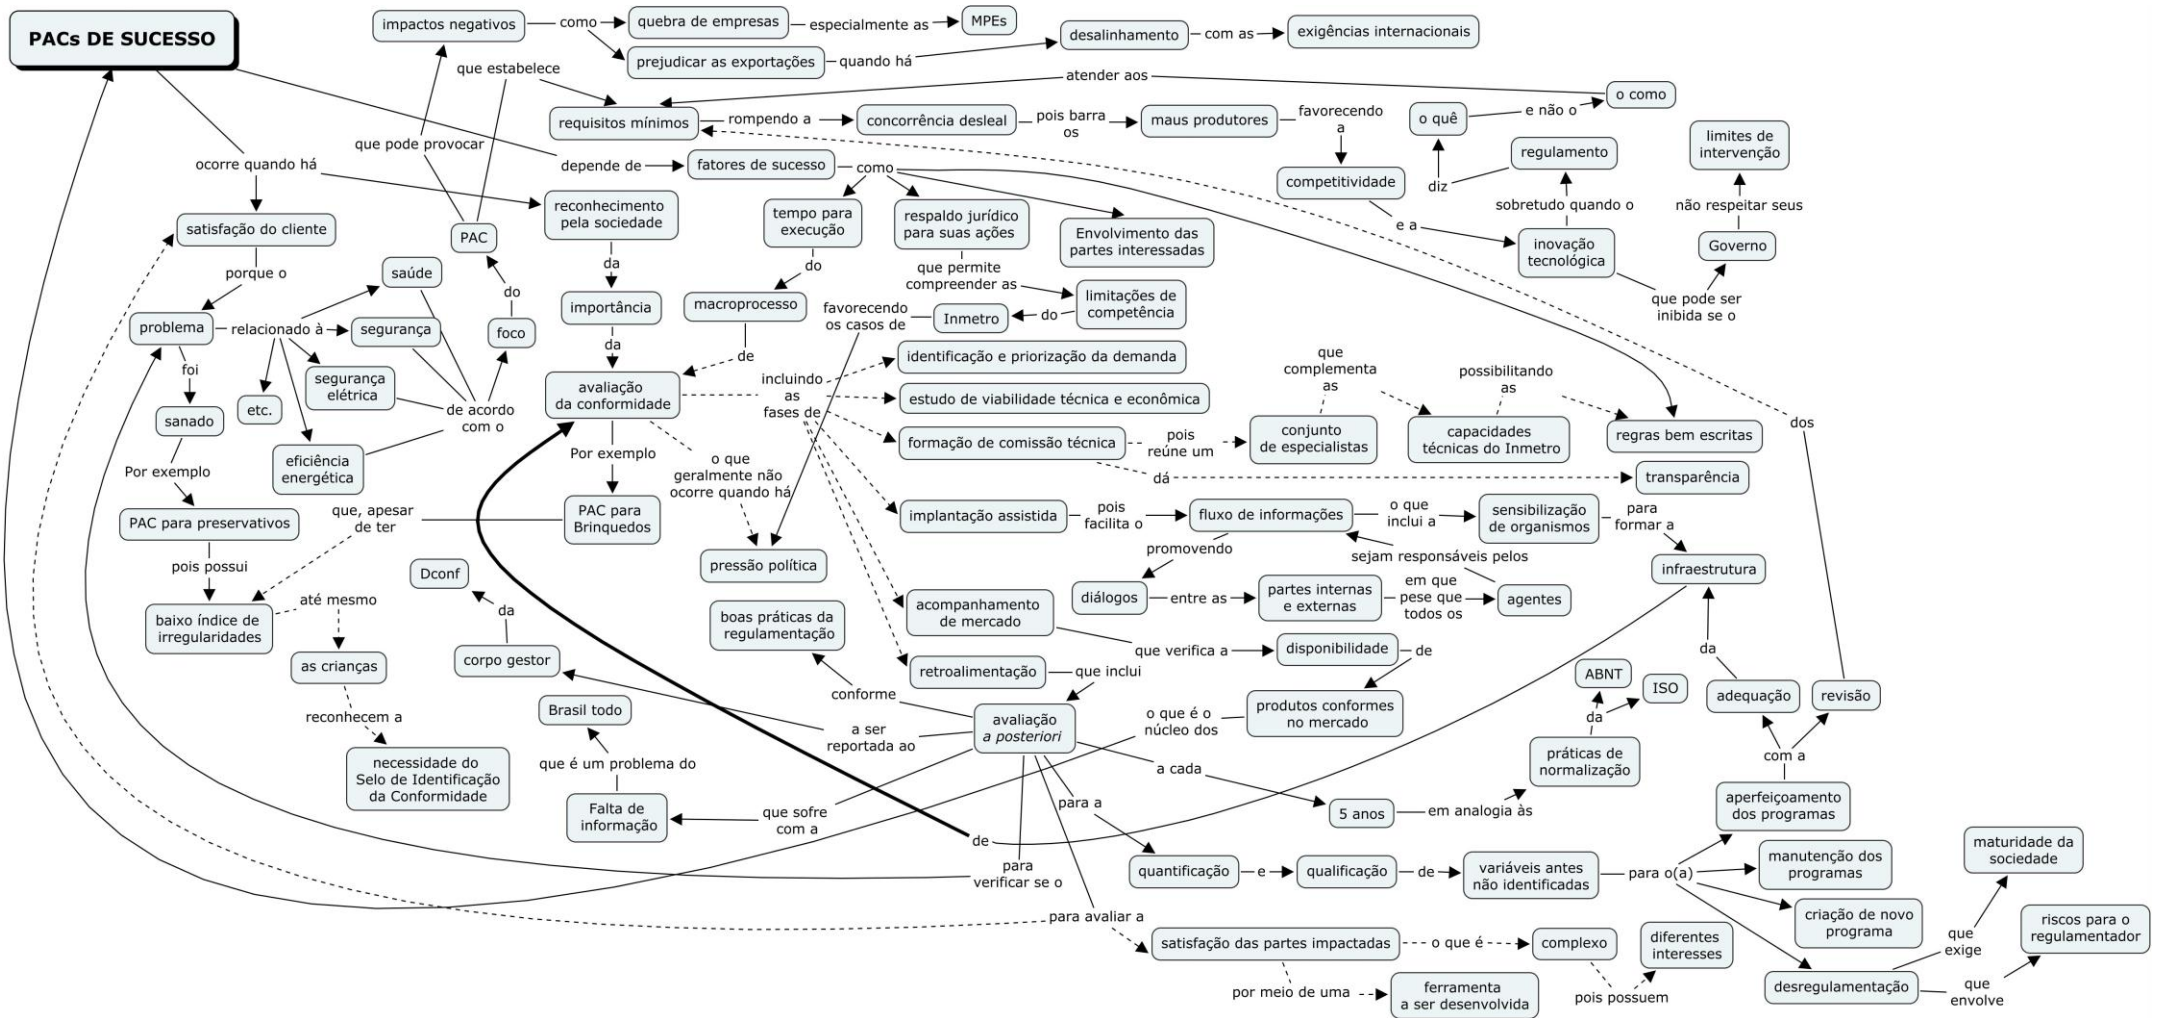 PACs DE SUCESSO
impactos negativos
como
quebra de empresas
especialmente as
MPEs
prejudicar as exportações
quando há
desalinhamento
com as
exigências internacionais
que estabelece
atender aos
o como
requisitos mínimos
rompendo a
concorrência desleal
pois barra
os
maus produtores
favorecendo
a
o quê
e não o
limites de
intervenção
que pode provocar
ocorre quando há
depende de
fatores de sucesso
como
competitividade
diz
regulamento
reconhecimento
pela sociedade
tempo para
execução
respaldo jurídico
para suas ações
Envolvimento das
partes interessadas
e a
sobretudo quando o
não respeitar seus
satisfação do cliente
PAC
inovação
tecnológica
Governo
porque o
saúde
do
da
do
que permite
compreender as
limitações de
competência
que pode ser
inibida se o
problema
relacionado à
segurança
foco
importância
macroprocesso
favorecendo
os casos de
Inmetro
do
foi
segurança
elétrica
da
de
identificação e priorização da demanda
que
complementa
as
possibilitando
as
sanado
etc.
de acordo
com o
avaliação
da conformidade
incluindo
as
fases de
estudo de viabilidade técnica e econômica
Por exemplo
eficiência
energética
Por exemplo
o que
geralmente não
ocorre quando há
formação de comissão técnica
pois
reúne um
conjunto
de especialistas
capacidades
técnicas do Inmetro
regras bem escritas
dos
dá
transparência
PAC para preservativos
que, apesar
de ter
PAC para
Brinquedos
implantação assistida
pois
facilita o
fluxo de informações
o que
inclui a
sensibilização
de organismos
para
formar a
pois possui
Dconf
pressão política
promovendo
sejam responsáveis pelos
infraestrutura
baixo índice de
irregularidades
até mesmo
da
boas práticas da
regulamentação
acompanhamento
de mercado
diálogos
entre as
partes internas
e externas
em que
pese que
todos os
agentes
as crianças
corpo gestor
que verifica a
disponibilidade
de
da
reconhecem a
conforme
retroalimentação
que inclui
ABNT
ISO
adequação
revisão
necessidade do
Selo de Identificação
da Conformidade
Brasil todo
a ser
reportada ao
avaliação
a posteriori
o que é o
núcleo dos
produtos conformes
no mercado
da
que é um problema do
a cada
práticas de
normalização
com a
Falta de
informação
que sofre
com a
para a
5 anos
em analogia às
aperfeiçoamento
dos programas
de
para
verificar se o
quantificação
e
qualificação
de
variáveis antes
não identificadas
para o(a)
manutenção dos
programas
maturidade da
sociedade
para avaliar a
criação de novo
programa
riscos para o
regulamentador
satisfação das partes impactadas
o que é
complexo
diferentes
interesses
que
exige
por meio de uma
ferramenta
a ser desenvolvida
pois possuem
desregulamentação
que
envolve